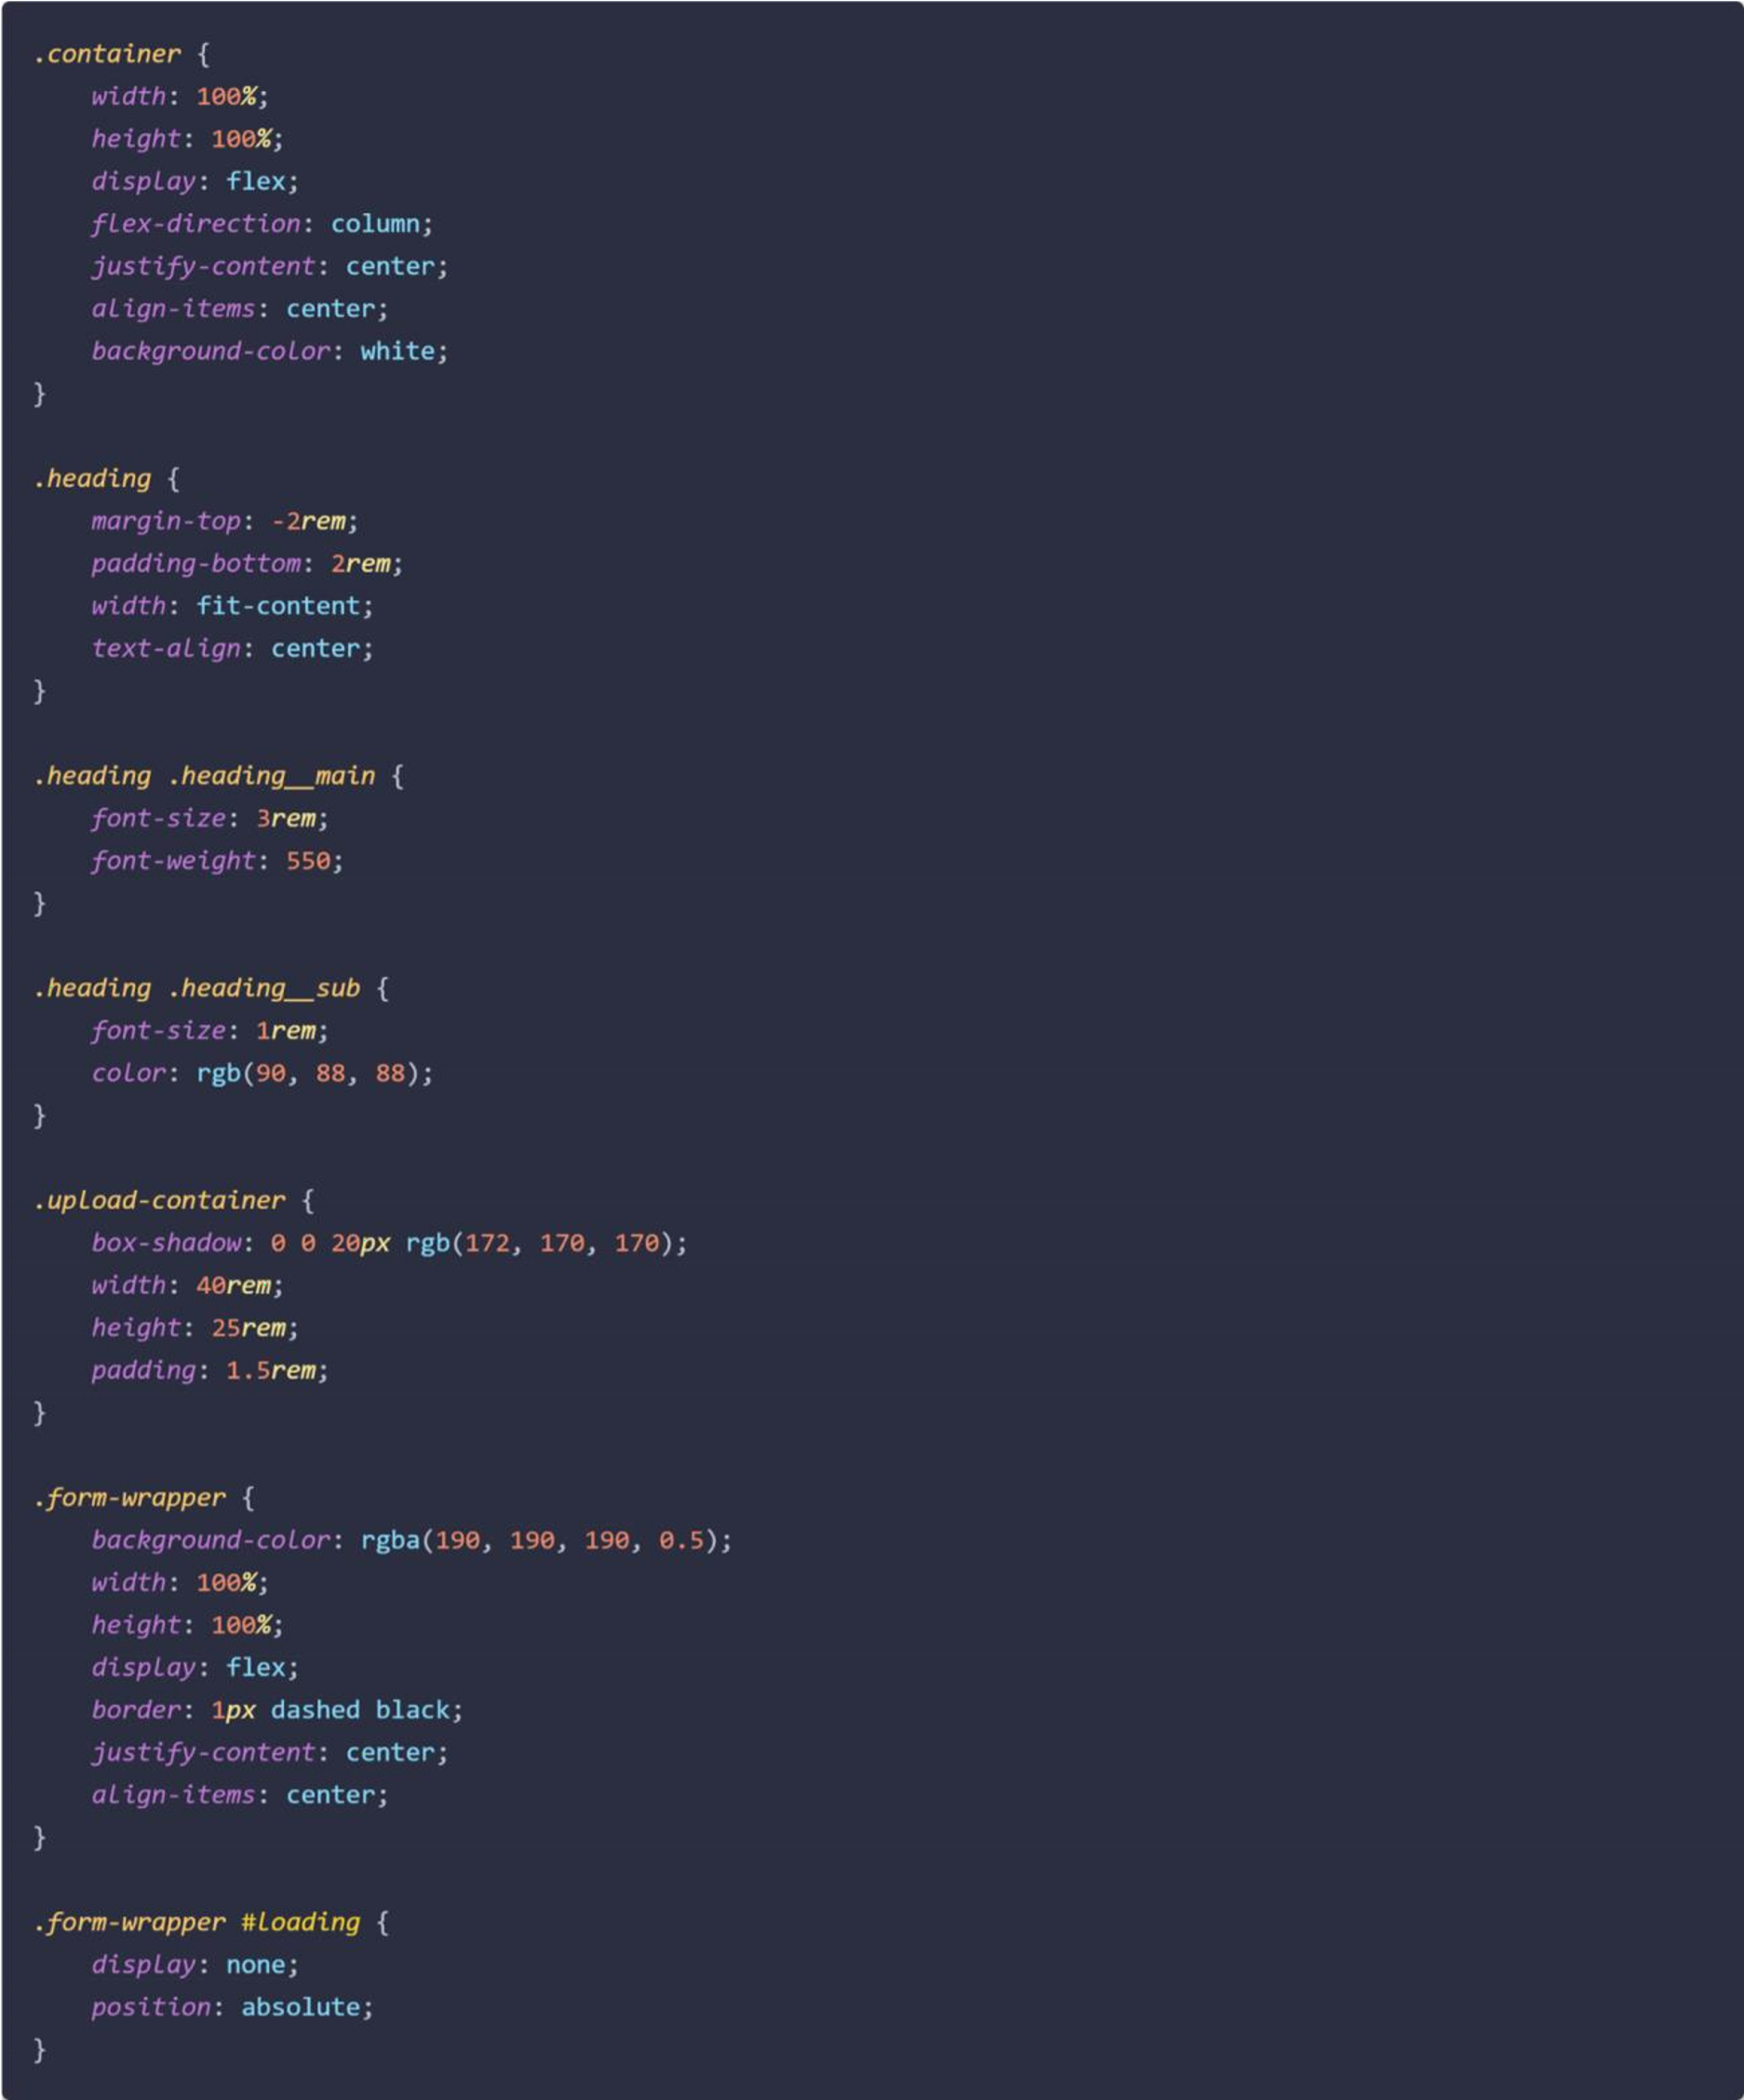 .container {
    width: 100%;
    height: 100%;
    display: flex;
    flex-direction: column;
    justify-content: center;
    align-items: center;
    background-color: white;
}

.heading {
    margin-top: -2rem;
    padding-bottom: 2rem;
    width: fit-content;
    text-align: center;
}

.heading .heading__main {
    font-size: 3rem;
    font-weight: 550;
}

.heading .heading__sub {
    font-size: 1rem;
    color: rgb(90, 88, 88);
}

.upload-container {
    box-shadow: 0 0 20px rgb(172, 170, 170);
    width: 40rem;
    height: 25rem;
    padding: 1.5rem;
}

.form-wrapper {
    background-color: rgba(190, 190, 190, 0.5);
    width: 100%;
    height: 100%;
    display: flex;
    border: 1px dashed black;
    justify-content: center;
    align-items: center;
}

.form-wrapper #loading {
    display: none;
    position: absolute;
}